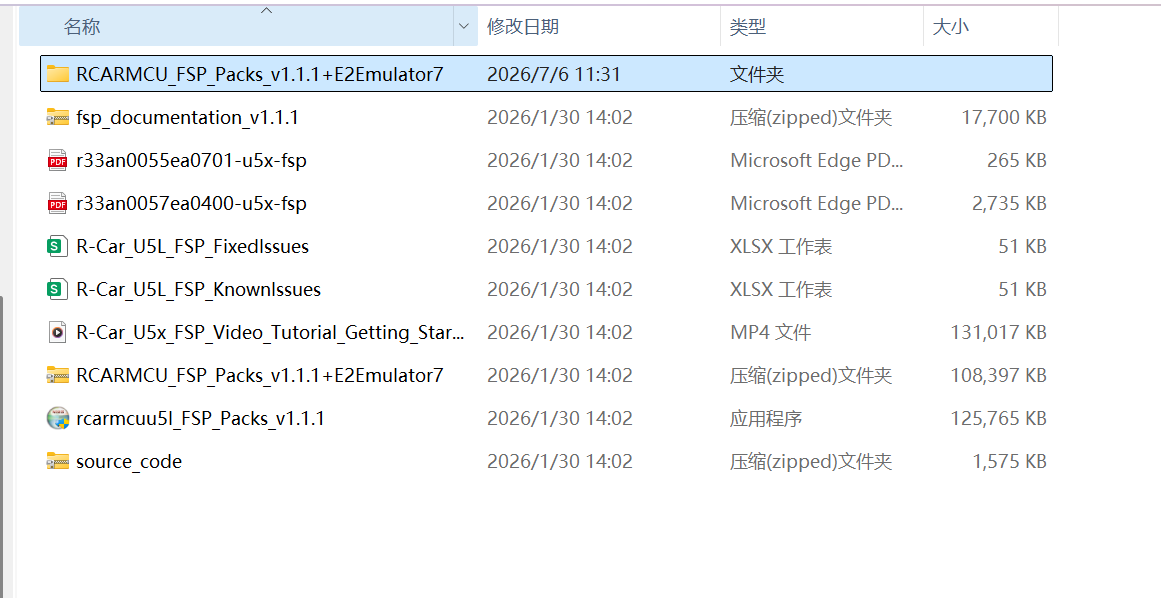 名称 修改日期 类型 大小
RCARMCU_FSP_Packs_v1.1.1+E2Emulator7 2026/7/6 11:31 文件夹
fsp_documentation_v1.1.1 2026/1/30 14:02 压缩(zipped)文件夹 17,700 KB
r33an0055ea0701-u5x-fsp 2026/1/30 14:02 Microsoft Edge PD... 265 KB
r33an0057ea0400-u5x-fsp 2026/1/30 14:02 Microsoft Edge PD... 2,735 KB
R-Car_U5L_FSP_FixedIssues 2026/1/30 14:02 XLSX 工作表 51 KB
R-Car_U5L_FSP_KnownIssues 2026/1/30 14:02 XLSX 工作表 51 KB
R-Car_U5x_FSP_Video_Tutorial_Getting_Star... 2026/1/30 14:02 MP4 文件 131,017 KB
RCARMCU_FSP_Packs_v1.1.1+E2Emulator7 2026/1/30 14:02 压缩(zipped)文件夹 108,397 KB
rcarmcuu5l_FSP_Packs_v1.1.1 2026/1/30 14:02 应用程序 125,765 KB
source_code 2026/1/30 14:02 压缩(zipped)文件夹 1,575 KB